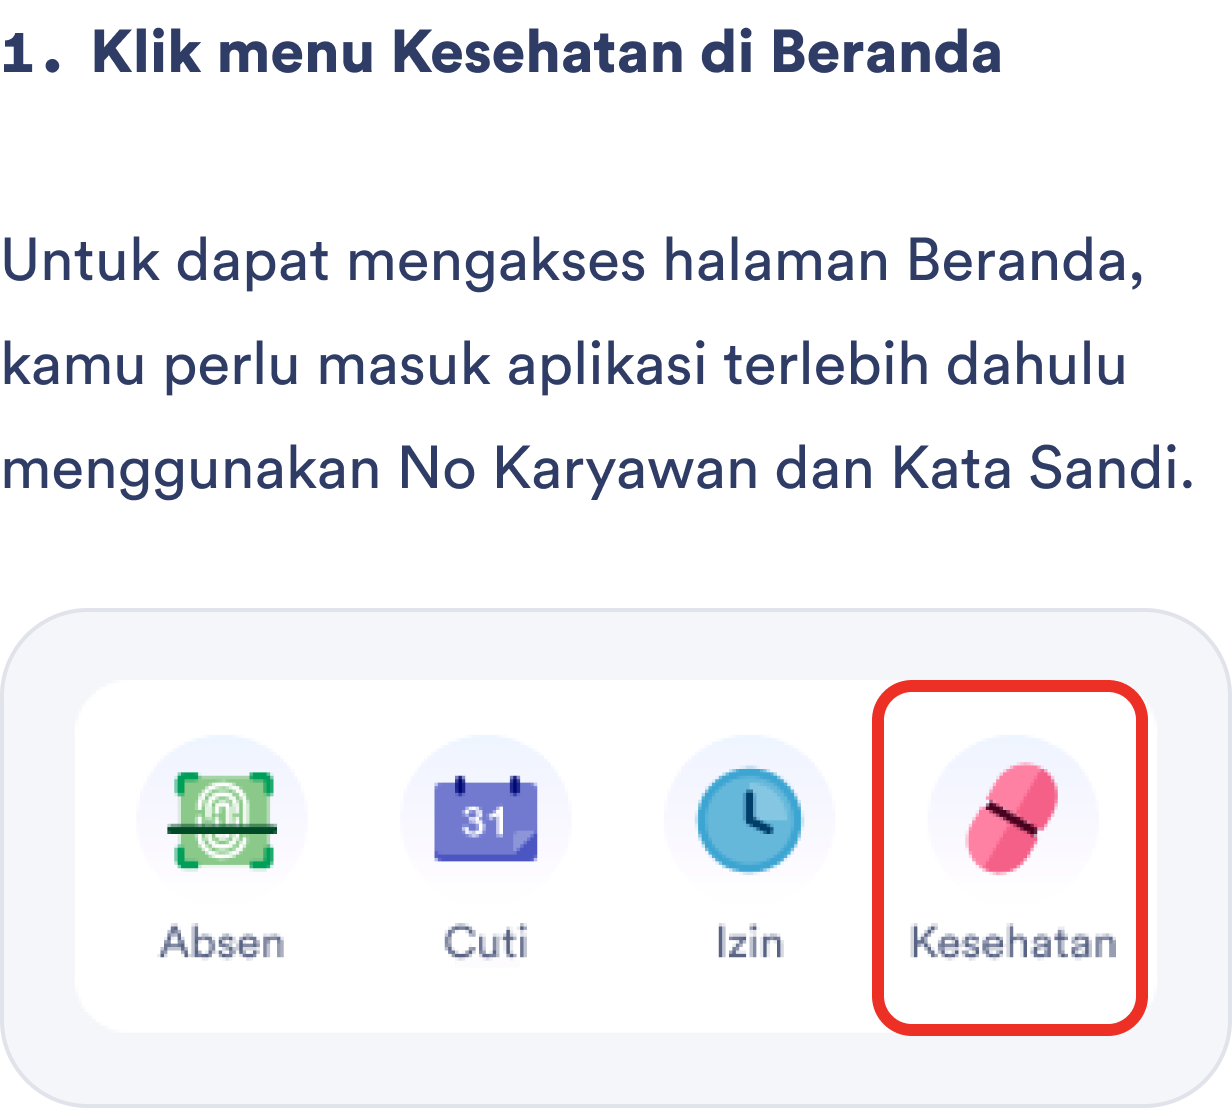 1. Klik menu Kesehatan di Beranda
Untuk dapat mengakses halaman Beranda,
kamu perlu masuk aplikasi terlebih dahulu
menggunakan No Karyawan dan Kata Sandi.
31
Absen
Cuti
Izin
Kesehatan